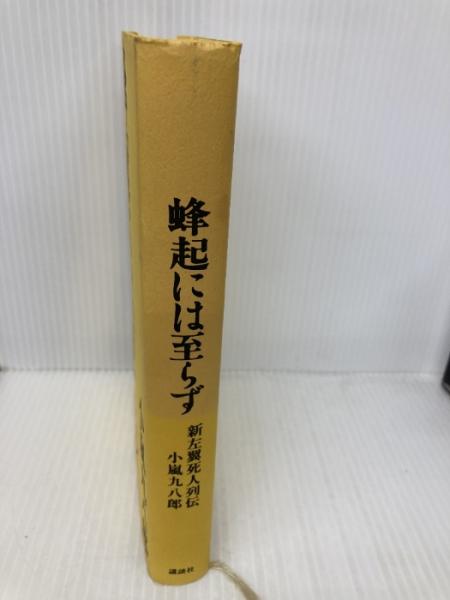 蜂起には至らず
新左翼死人列伝
小嵐九八郎
講談社